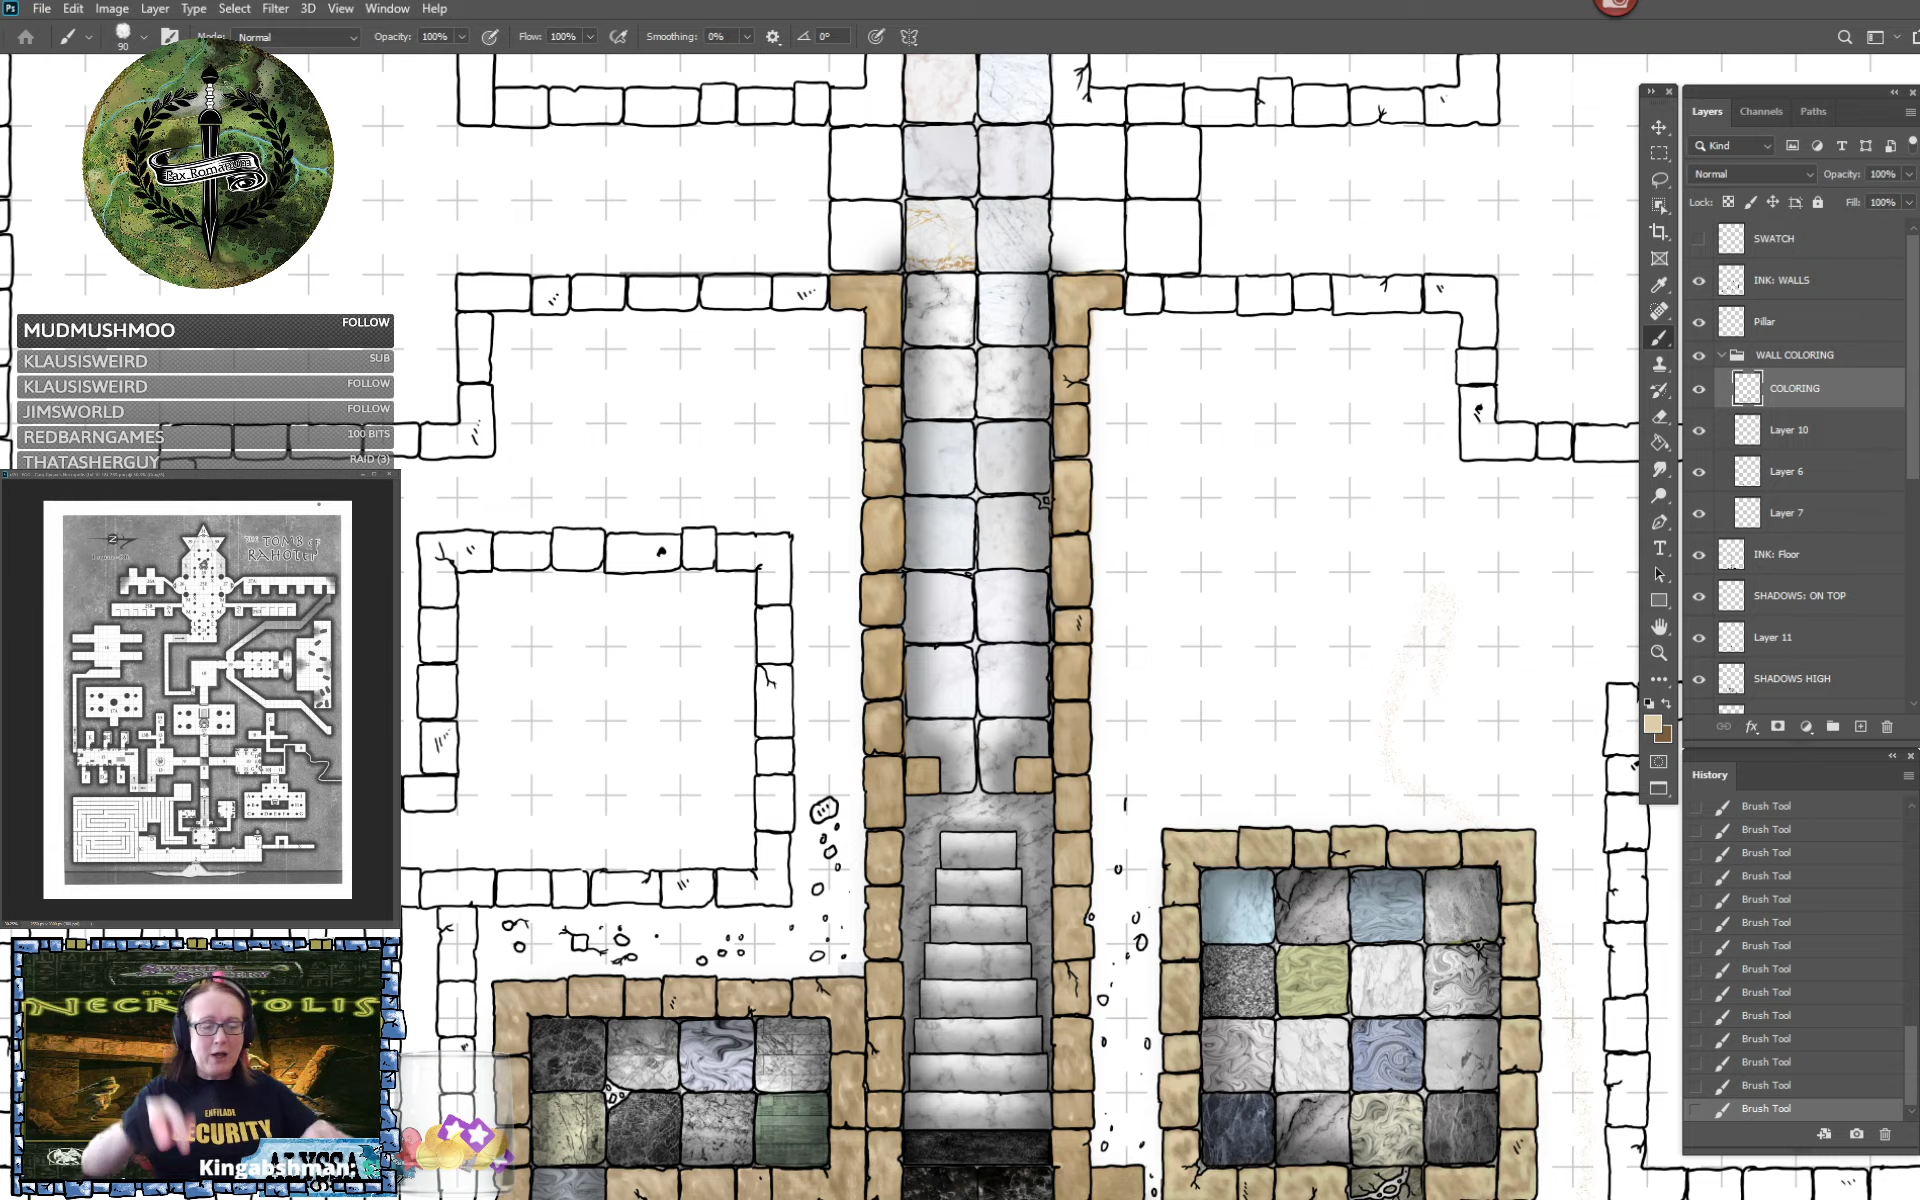 Ps File Edit Image Layer Type Select Filter 3D View Window Help
90 Mode: Normal Opacity: 100% Flow: 100% Smoothing: 0% 0°
Pax_Romanum
MUDMUSHMOO FOLLOW
KLAUSISWEIRD SUB
KLAUSISWEIRD FOLLOW
JIMSWORLD FOLLOW
REDBARNGAMES 100 BITS
THATASHERGUY RAID (3)
THE TOMB OF
RAHOTEP
NECROPOLIS
ENFILADE
SECURITY
ALYSSA
Kingabshman:
Layers Channels Paths
Kind
Normal Opacity: 100%
Lock: Fill: 100%
SWATCH
INK: WALLS
Pillar
WALL COLORING
COLORING
Layer 10
Layer 6
Layer 7
INK: Floor
SHADOWS: ON TOP
Layer 11
SHADOWS HIGH
History
Brush Tool
Brush Tool
Brush Tool
Brush Tool
Brush Tool
Brush Tool
Brush Tool
Brush Tool
Brush Tool
Brush Tool
Brush Tool
Brush Tool
Brush Tool
Brush Tool